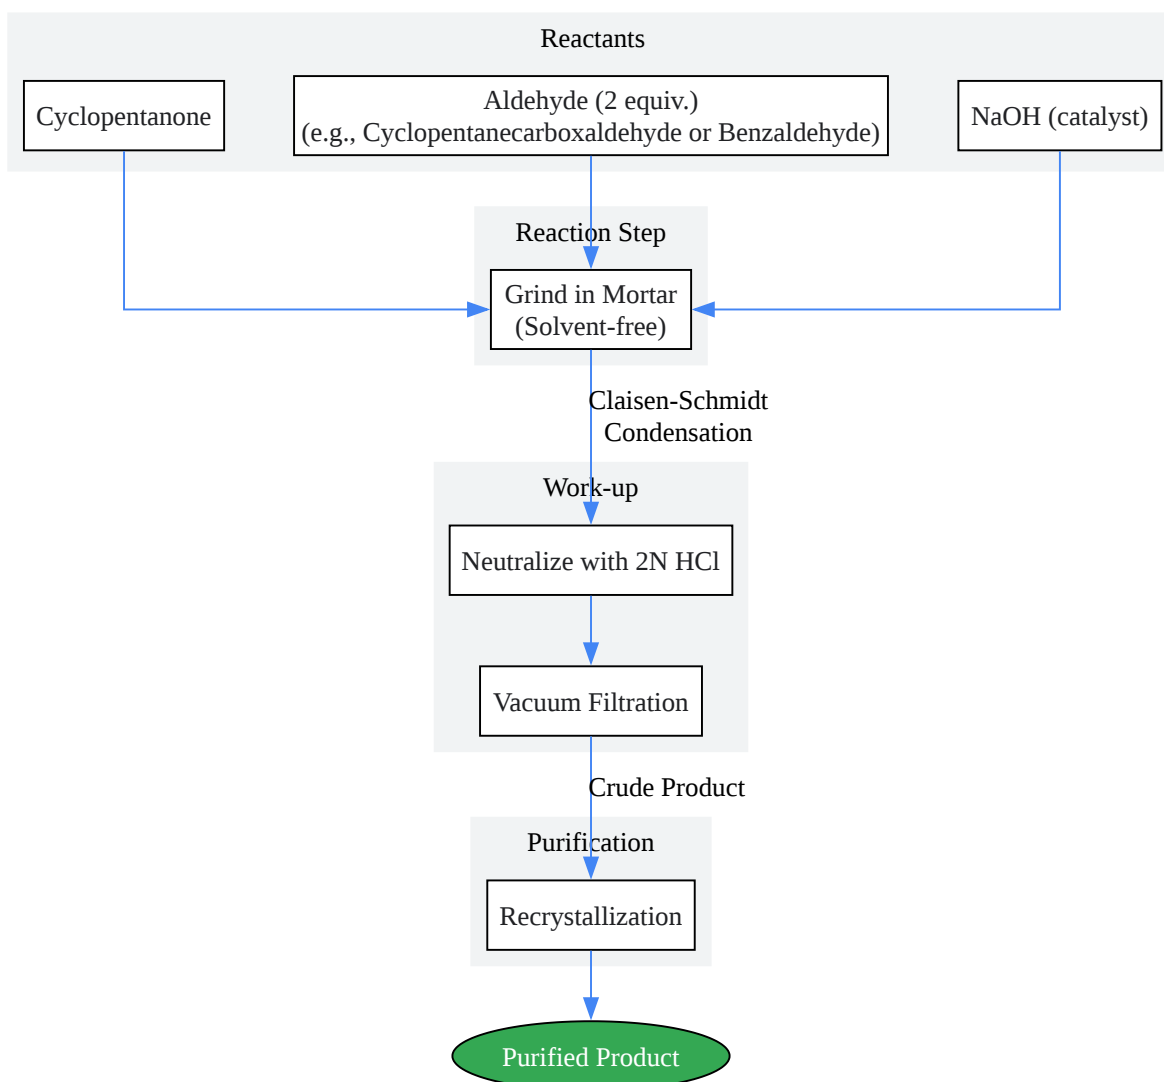 Reactants
Cyclopentanone
Aldehyde (2 equiv.)
(e.g., Cyclopentanecarboxaldehyde or Benzaldehyde)
NaOH (catalyst)
Reaction Step
Grind in Mortar
(Solvent-free)
Claisen-Schmidt
Condensation
Work-up
Neutralize with 2N HCl
Vacuum Filtration
Crude Product
Purification
Recrystallization
Purified Product